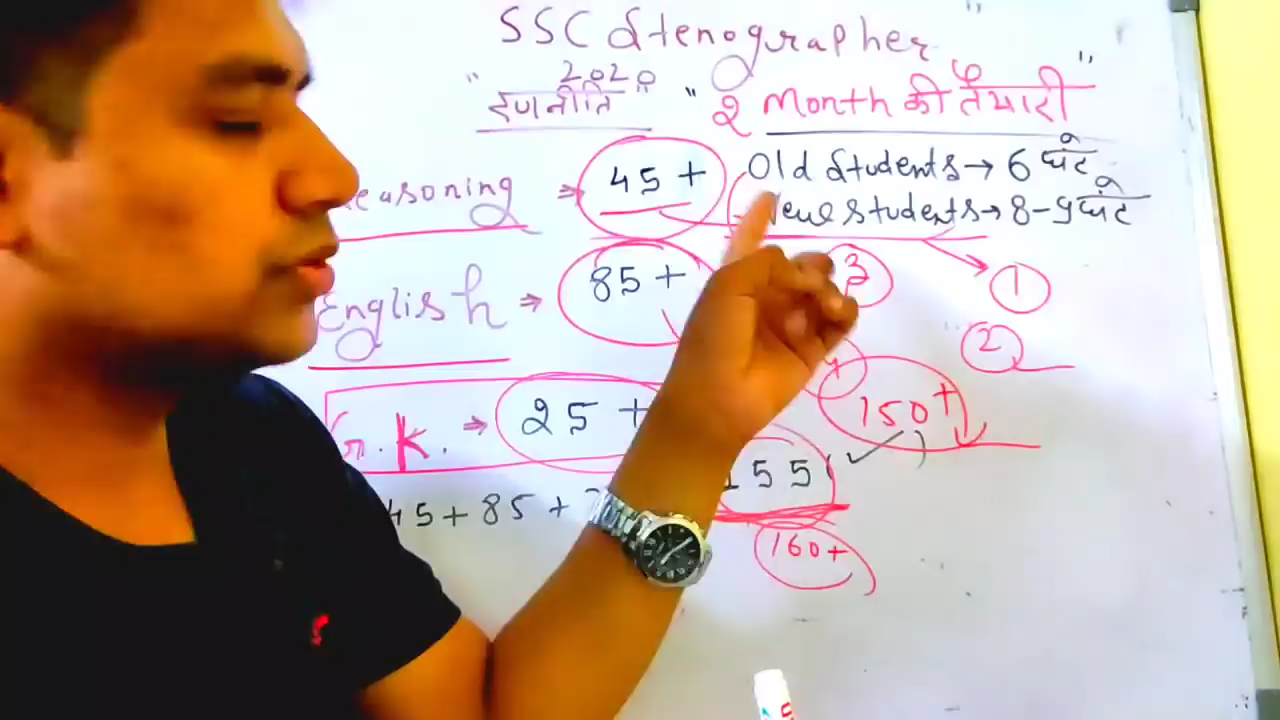 SSC Stenographer
2020
"रणनीति" "2 Month की तैयारी"
Reasoning ⇒ 45+
Old Students → 6 घंटे
New Students → 8-9 घंटे
English ⇒ 85+
3
1
2
G.K. ⇒ 25+
150+
45+85+
155
160+